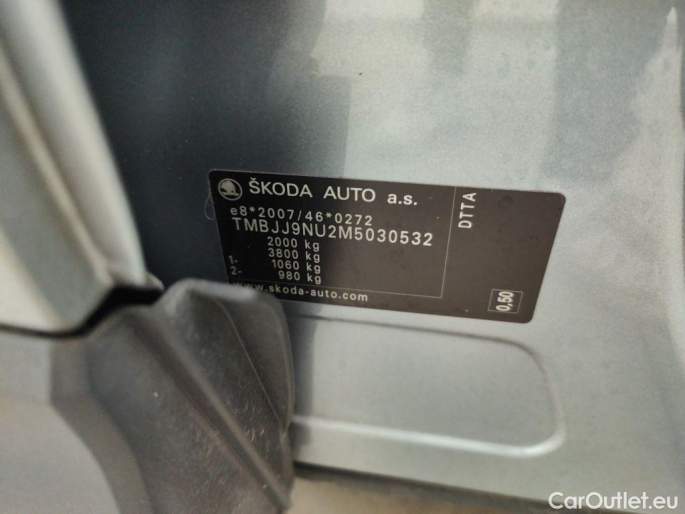 ŠKODA AUTO a.s.
e8*2007/46*0272
TMBJJ9NU2M5030532
2000 kg
3800 kg
1- 1060 kg
2- 980 kg
www.skoda-auto.com
DTTA
0,50
CarOutlet.eu